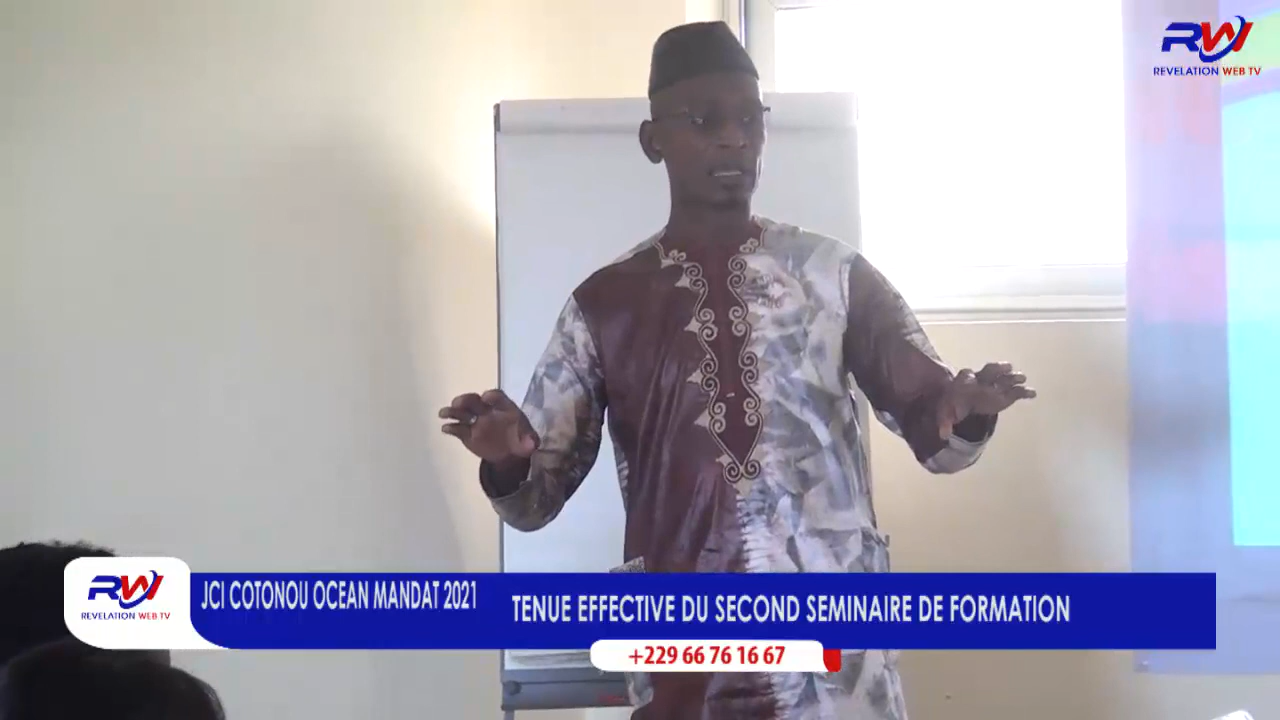 RW
REVELATION WEB TV
RW
REVELATION WEB TV
JCI COTONOU OCEAN MANDAT 2021
TENUE EFFECTIVE DU SECOND SEMINAIRE DE FORMATION
+229 66 76 16 67